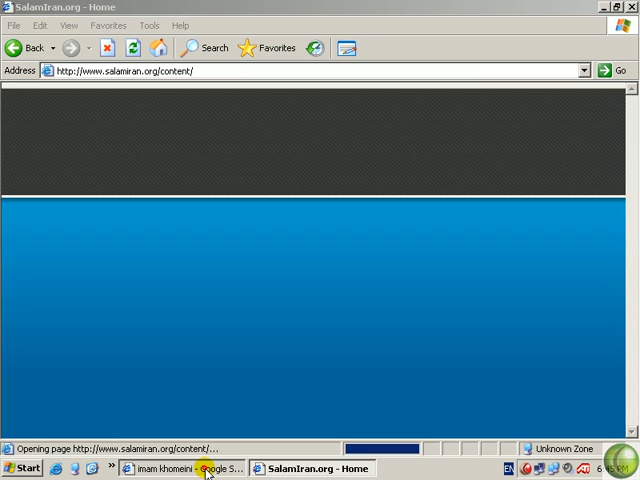 SalamIran.org - Home
File Edit View Favorites Tools Help
Back Search Favorites
Address http://www.salamiran.org/content/ Go
Opening page http://www.salamiran.org/content/... Unknown Zone
Start » imam khomeini - Google S... SalamIran.org - Home EN